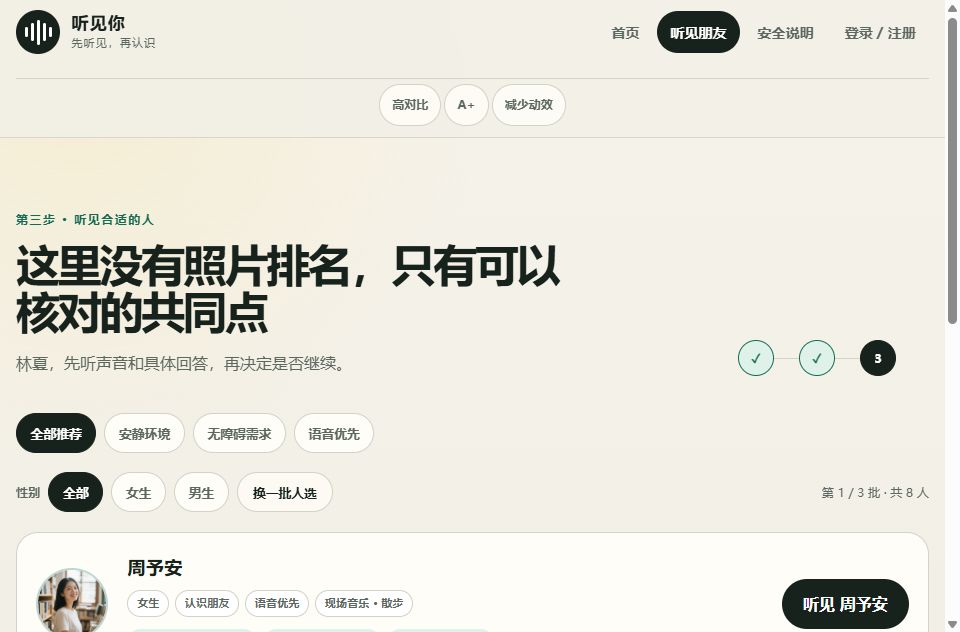 听见你
先听见，再认识
首页
听见朋友
安全说明
登录 / 注册
高对比
A+
减少动效
第三步 · 听见合适的人
这里没有照片排名，只有可以
核对的共同点
林夏，先听声音和具体回答，再决定是否继续。
✓
✓
3
全部推荐
安静环境
无障碍需求
语音优先
性别
全部
女生
男生
换一批人选
第 1 / 3 批 · 共 8 人
周予安
女生
认识朋友
语音优先
现场音乐 · 散步
听见 周予安